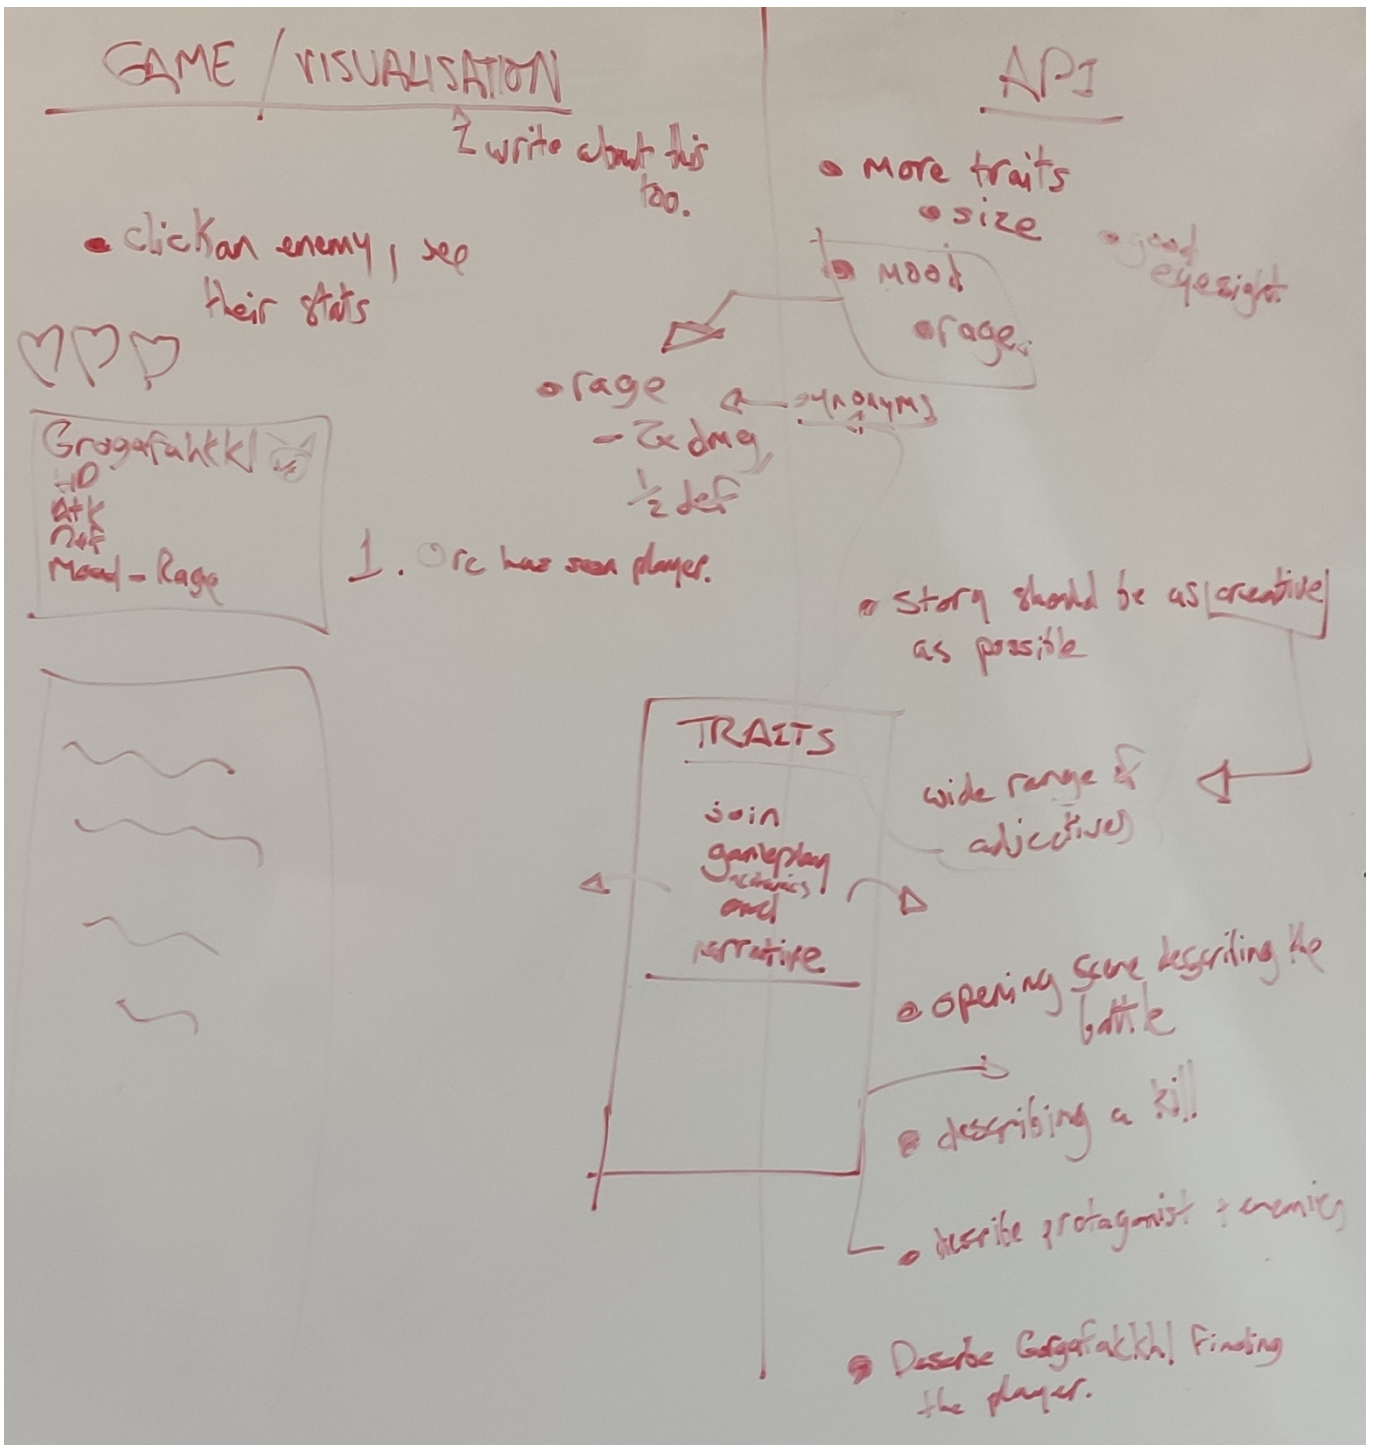 GAME / VISUALISATION
write about this
too.
• click an enemy, see
their stats
Grogafahkkl
HP
Atk
Def
Mood - Rage
1. Orc has seen player.
API
• More traits
• size
• good
eyesight
• Mood
• rage
• rage
- 2x dmg,
1/2 def
synonyms
• Story should be as creative
as possible
wide range of
adjectives
TRAITS
join
gameplay
mechanics
and
narrative
• opening scene describing the
battle
• describing a kill
• describe protagonist + enemies
• Describe Gorgafakkhl finding
the player.